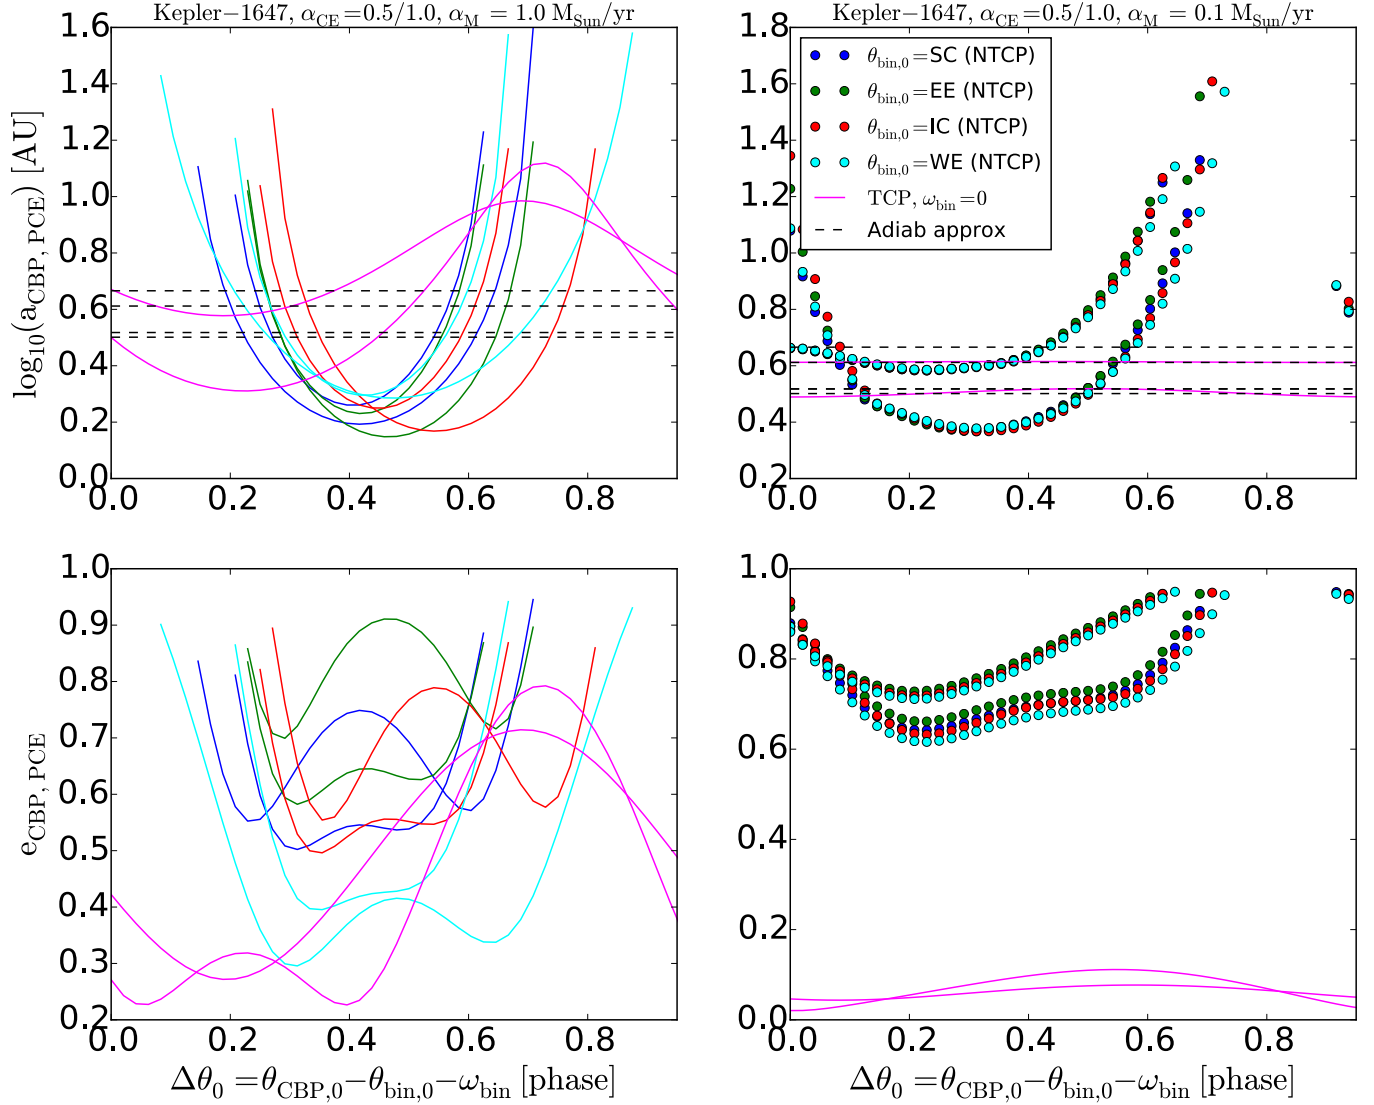 Kepler−1647, α_CE=0.5/1.0, α_M = 1.0 M_Sun/yr
Kepler−1647, α_CE=0.5/1.0, α_M = 0.1 M_Sun/yr
log₁₀(a_CBP, PCE) [AU]
1.6
1.4
1.2
1.0
0.8
0.6
0.4
0.2
0.0
0.0 0.2 0.4 0.6 0.8
1.8
1.6
1.4
1.2
1.0
0.8
0.6
0.4
0.2
0.0 0.2 0.4 0.6 0.8
θ_bin,0=SC (NTCP)
θ_bin,0=EE (NTCP)
θ_bin,0=IC (NTCP)
θ_bin,0=WE (NTCP)
TCP, ω_bin=0
Adiab approx
e_CBP, PCE
1.0
0.9
0.8
0.7
0.6
0.5
0.4
0.3
0.2
0.0 0.2 0.4 0.6 0.8
Δθ₀ =θ_CBP,0−θ_bin,0−ω_bin [phase]
1.0
0.8
0.6
0.4
0.2
0.0
0.0 0.2 0.4 0.6 0.8
Δθ₀ =θ_CBP,0−θ_bin,0−ω_bin [phase]